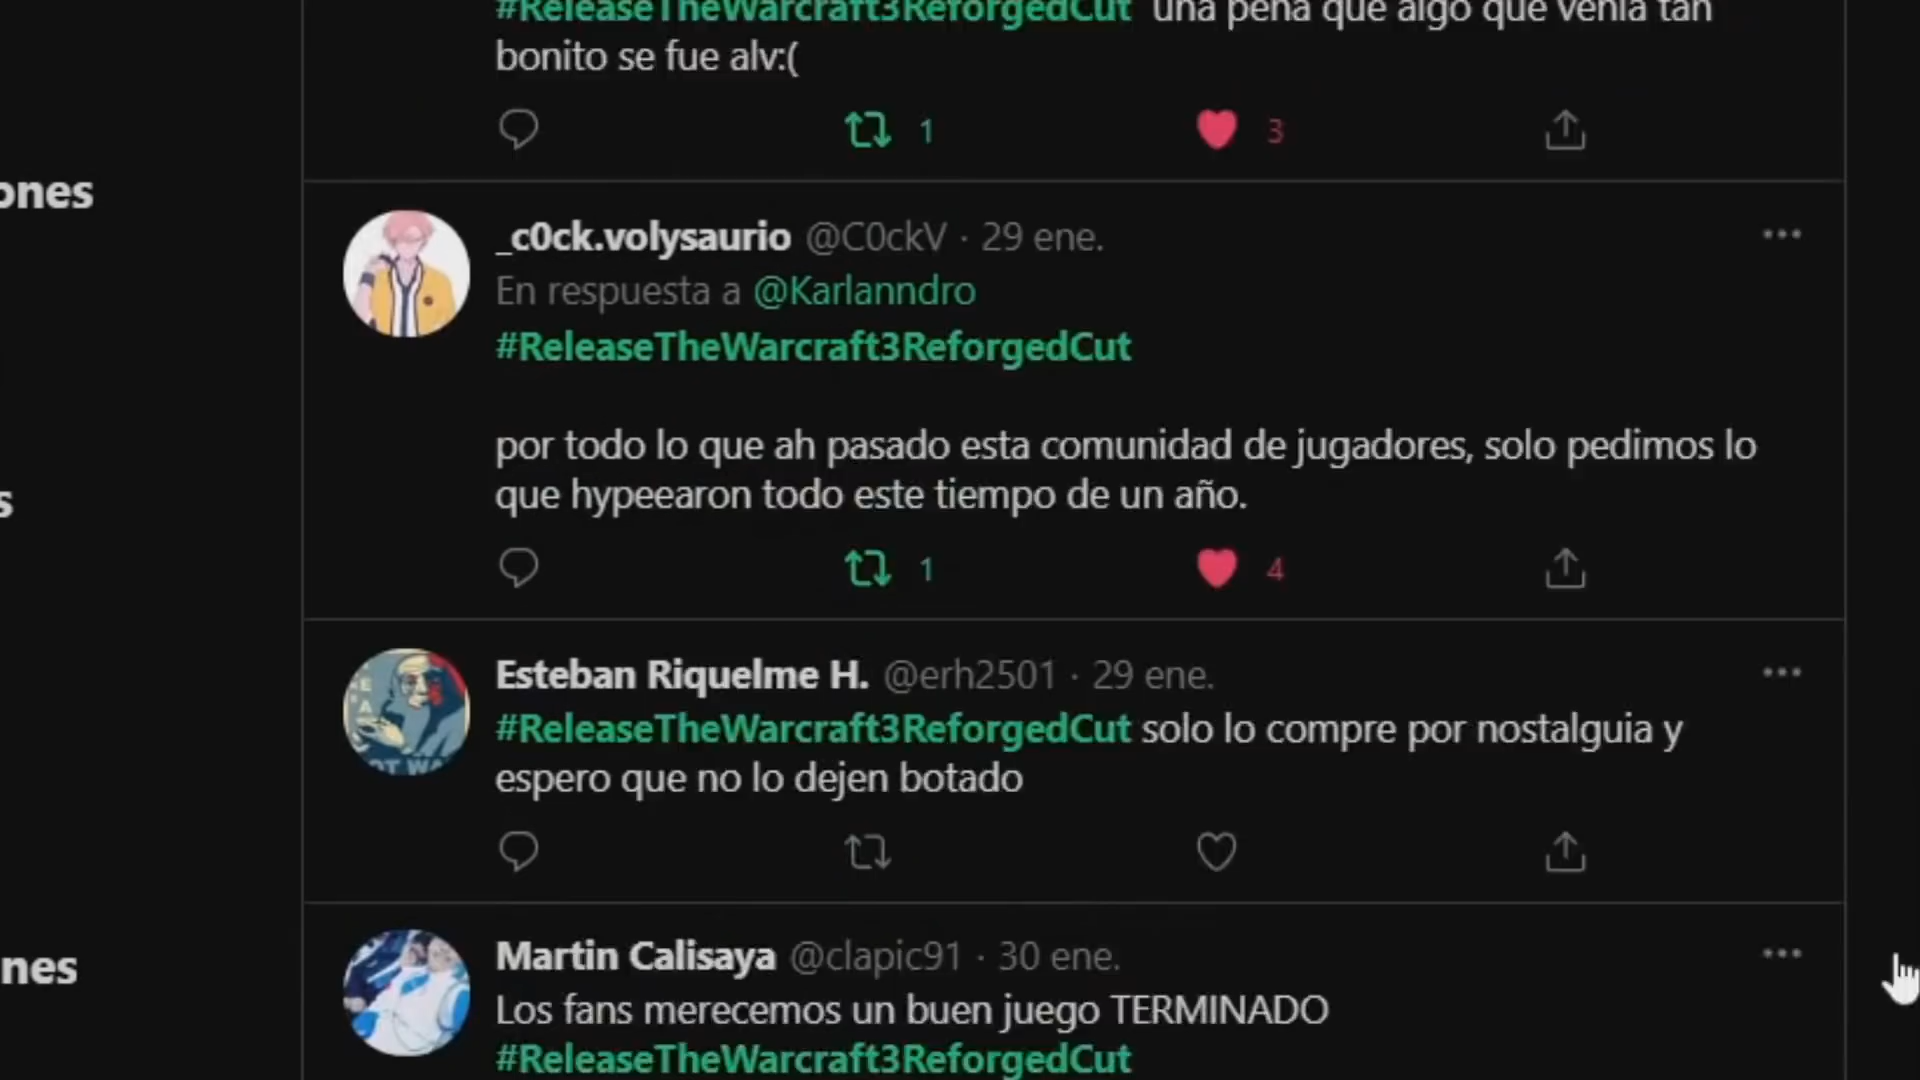 #ReleaseTheWarcraft3ReforgedCut una pena que algo que venia tan
bonito se fue alv:(
1 3
ones
_c0ck.volysaurio @C0ckV · 29 ene.
En respuesta a @Karlanndro
#ReleaseTheWarcraft3ReforgedCut
por todo lo que ah pasado esta comunidad de jugadores, solo pedimos lo
que hypeearon todo este tiempo de un año.
s
1 4
Esteban Riquelme H. @erh2501 · 29 ene.
#ReleaseTheWarcraft3ReforgedCut solo lo compre por nostalguia y
espero que no lo dejen botado
nes
Martin Calisaya @clapic91 · 30 ene.
Los fans merecemos un buen juego TERMINADO
#ReleaseTheWarcraft3ReforgedCut